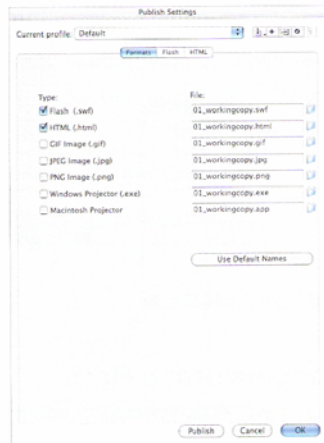 Publish Settings
Current profile: Default
Formats Flash HTML
Type: File:
Flash (.swf) 01_workingcopy.swf
HTML (.html) 01_workingcopy.html
GIF Image (.gif) 01_workingcopy.gif
JPEG Image (.jpg) 01_workingcopy.jpg
PNG Image (.png) 01_workingcopy.png
Windows Projector (.exe) 01_workingcopy.exe
Macintosh Projector 01_workingcopy.app
Use Default Names
Publish Cancel OK